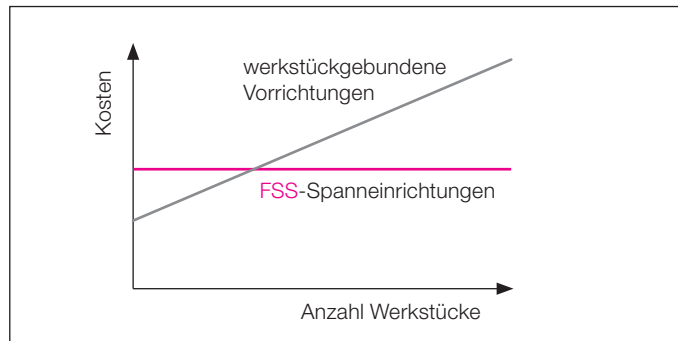 werkstückgebundene
Vorrichtungen
Kosten
FSS-Spanneinrichtungen
Anzahl Werkstücke